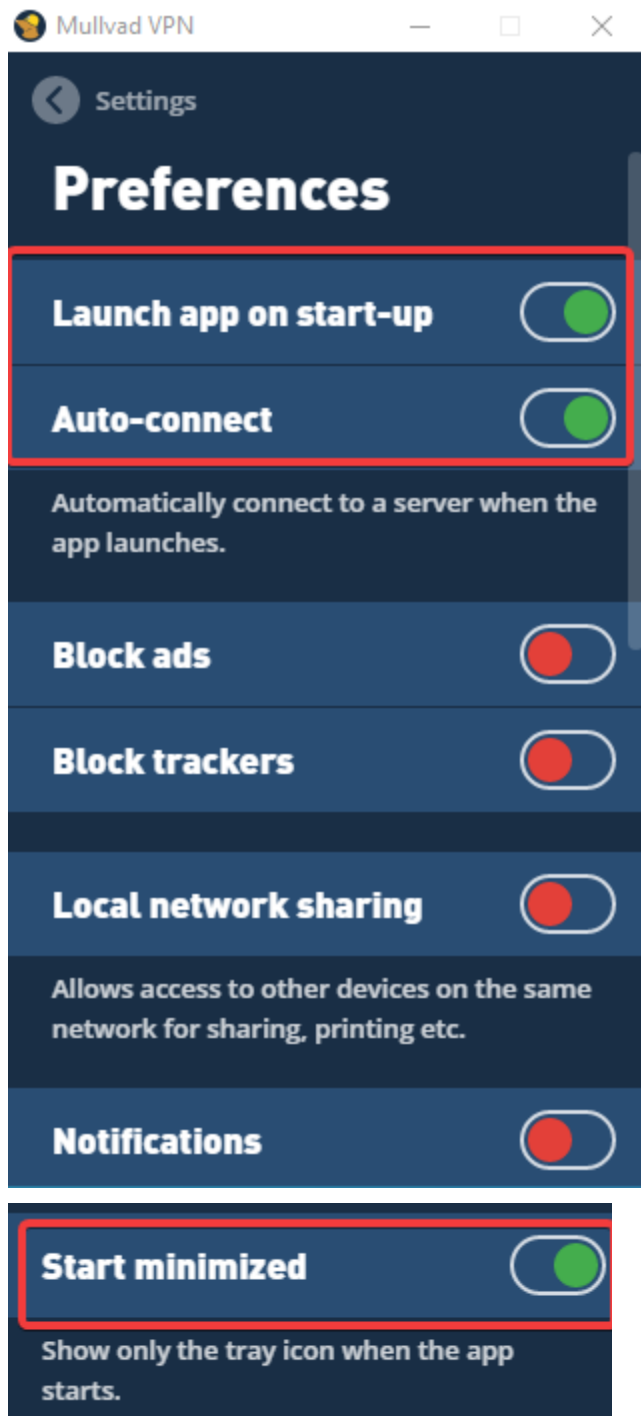 Mullvad VPN
Settings
Preferences
Launch app on start-up
Auto-connect
Automatically connect to a server when the
app launches.
Block ads
Block trackers
Local network sharing
Allows access to other devices on the same
network for sharing, printing etc.
Notifications
Start minimized
Show only the tray icon when the app
starts.